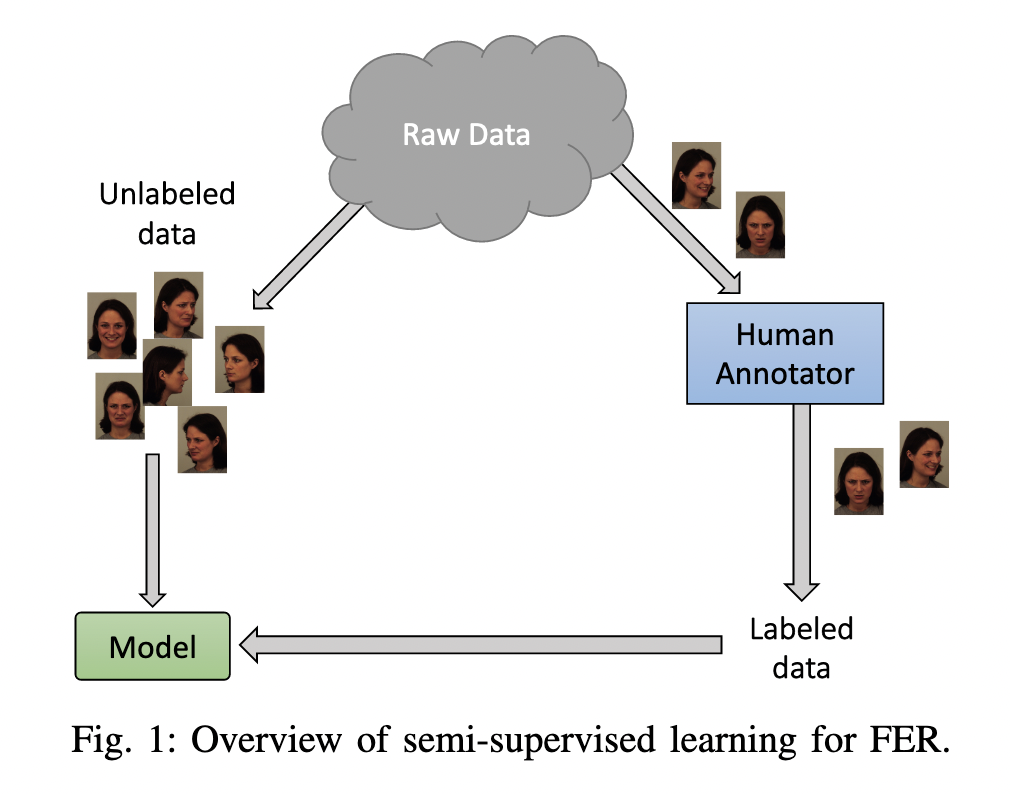 Raw Data
Unlabeled
data
Human
Annotator
Model
Labeled
data
Fig. 1: Overview of semi-supervised learning for FER.